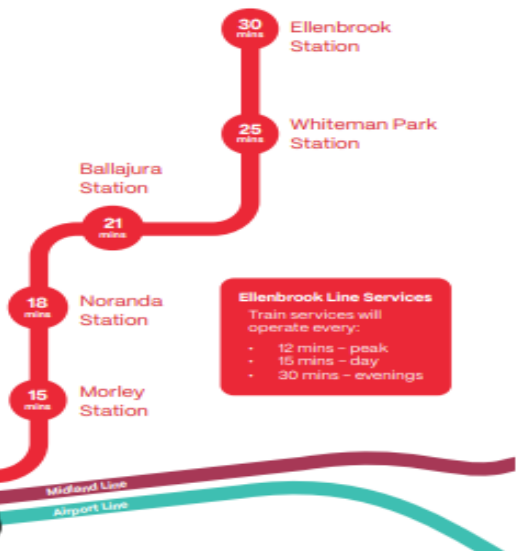 30
mins
Ellenbrook
Station
25
mins
Whiteman Park
Station
Ballajura
Station
21
mins
18
mins
Noranda
Station
Ellenbrook Line Services
Train services will
operate every:
• 12 mins – peak
• 15 mins – day
• 30 mins – evenings
15
mins
Morley
Station
Midland Line
Airport Line